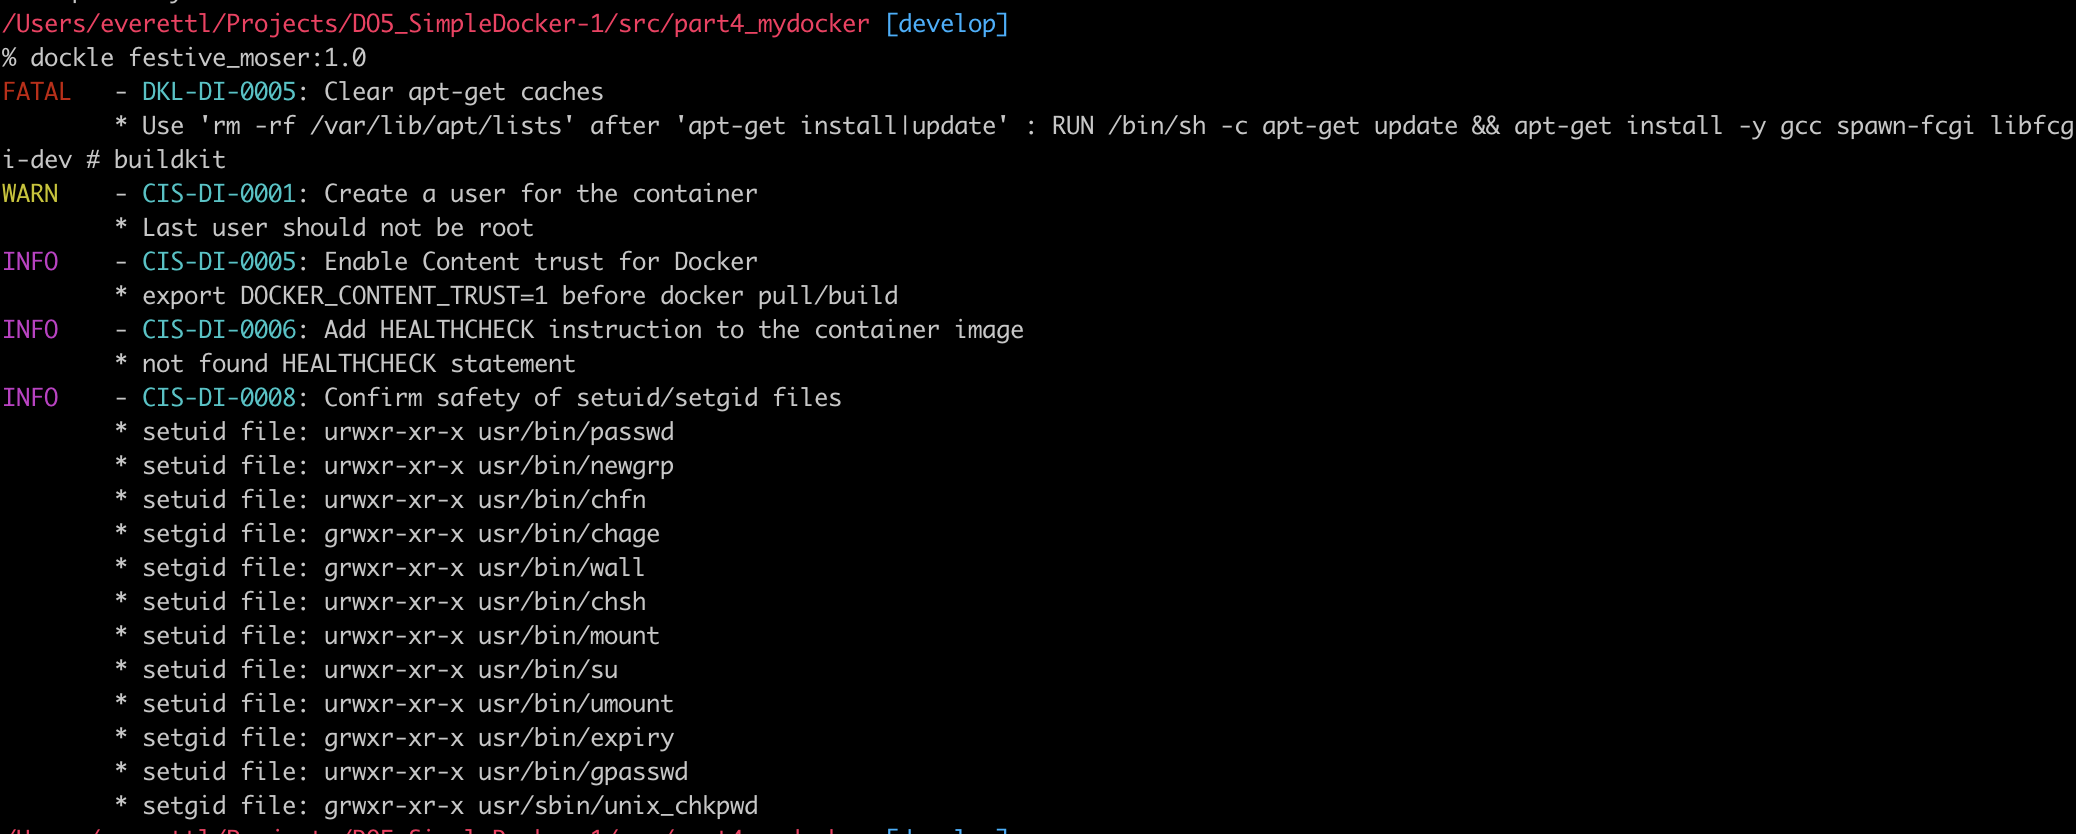 /Users/everettl/Projects/DO5_SimpleDocker-1/src/part4_mydocker [develop]
% dockle festive_moser:1.0
FATAL   - DKL-DI-0005: Clear apt-get caches
        * Use 'rm -rf /var/lib/apt/lists' after 'apt-get install|update' : RUN /bin/sh -c apt-get update && apt-get install -y gcc spawn-fcgi libfcg
i-dev # buildkit
WARN    - CIS-DI-0001: Create a user for the container
        * Last user should not be root
INFO    - CIS-DI-0005: Enable Content trust for Docker
        * export DOCKER_CONTENT_TRUST=1 before docker pull/build
INFO    - CIS-DI-0006: Add HEALTHCHECK instruction to the container image
        * not found HEALTHCHECK statement
INFO    - CIS-DI-0008: Confirm safety of setuid/setgid files
        * setuid file: urwxr-xr-x usr/bin/passwd
        * setuid file: urwxr-xr-x usr/bin/newgrp
        * setuid file: urwxr-xr-x usr/bin/chfn
        * setgid file: grwxr-xr-x usr/bin/chage
        * setgid file: grwxr-xr-x usr/bin/wall
        * setuid file: urwxr-xr-x usr/bin/chsh
        * setuid file: urwxr-xr-x usr/bin/mount
        * setuid file: urwxr-xr-x usr/bin/su
        * setuid file: urwxr-xr-x usr/bin/umount
        * setgid file: grwxr-xr-x usr/bin/expiry
        * setuid file: urwxr-xr-x usr/bin/gpasswd
        * setgid file: grwxr-xr-x usr/sbin/unix_chkpwd